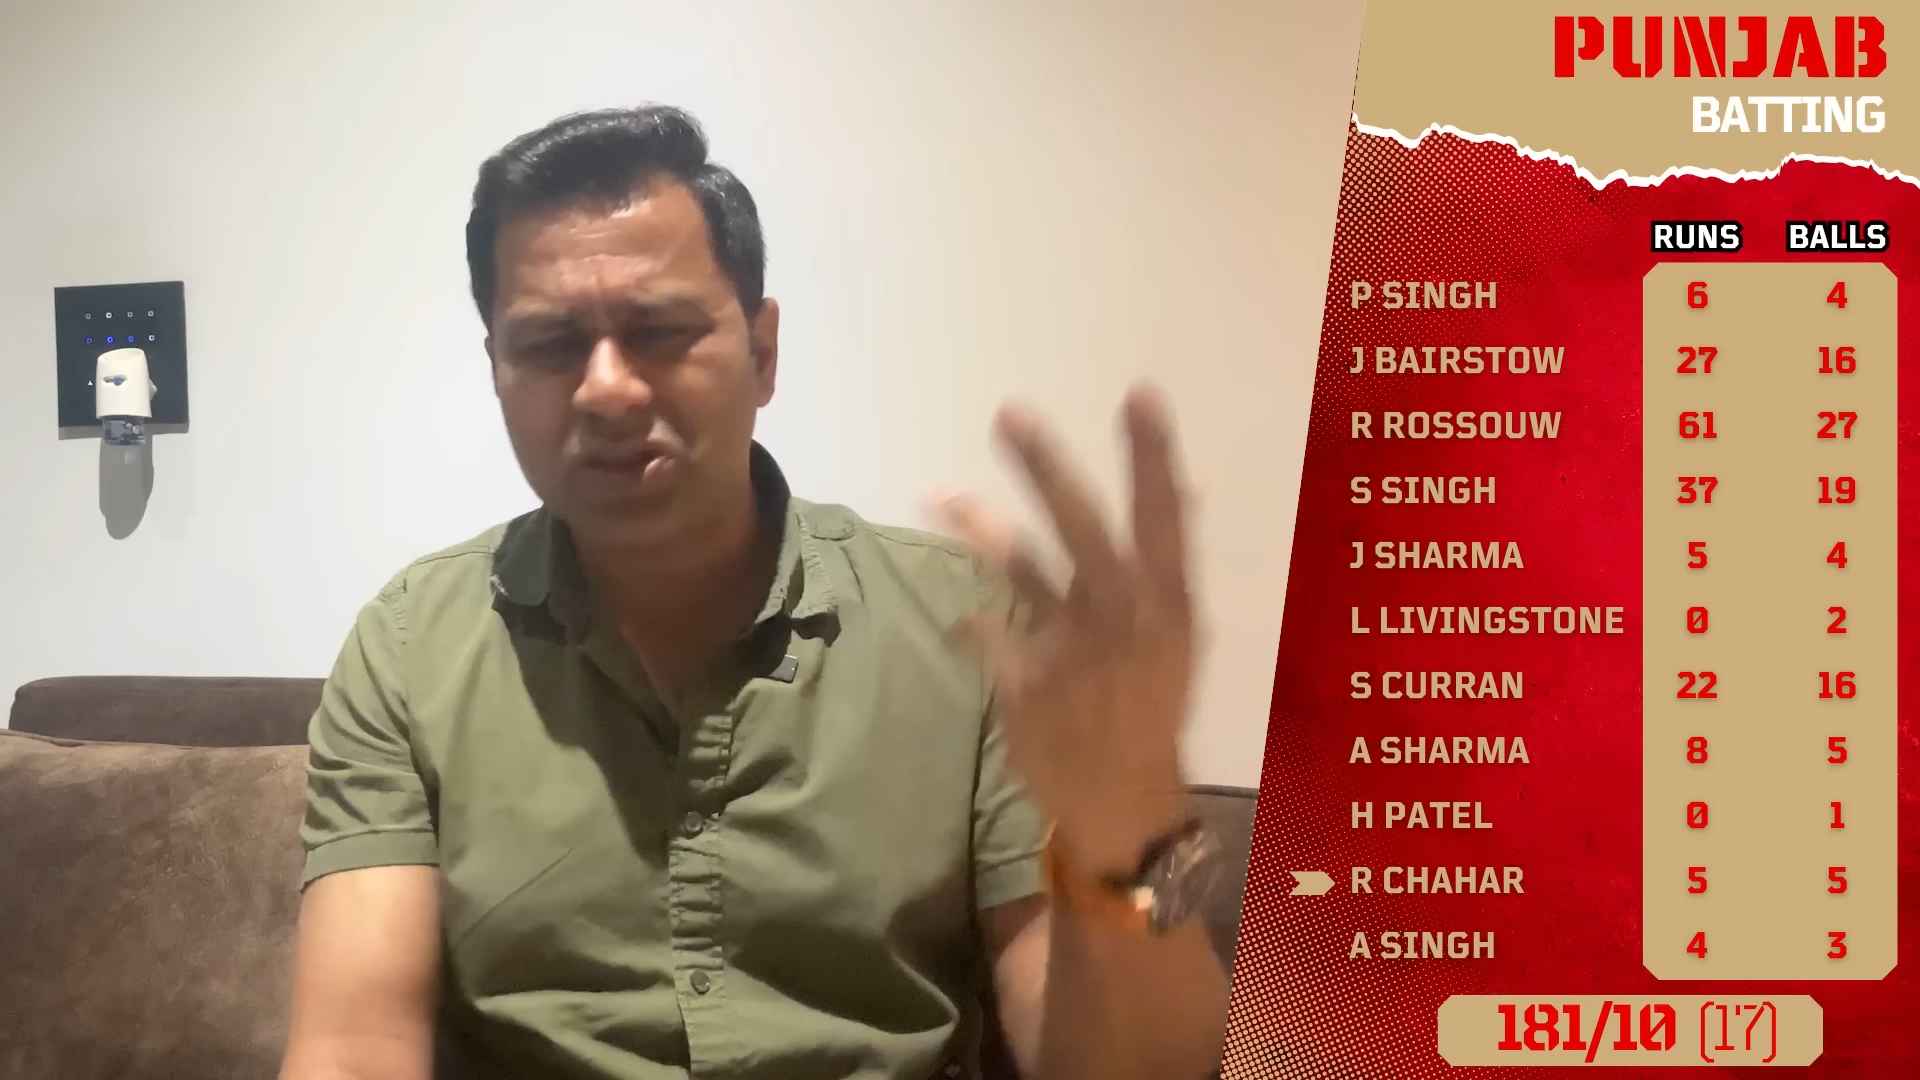 PUNJAB
BATTING
RUNS BALLS
P SINGH 6 4
J BAIRSTOW 27 16
R ROSSOUW 61 27
S SINGH 37 19
J SHARMA 5 4
L LIVINGSTONE 0 2
S CURRAN 22 16
A SHARMA 8 5
H PATEL 0 1
R CHAHAR 5 5
A SINGH 4 3
181/10 (17)